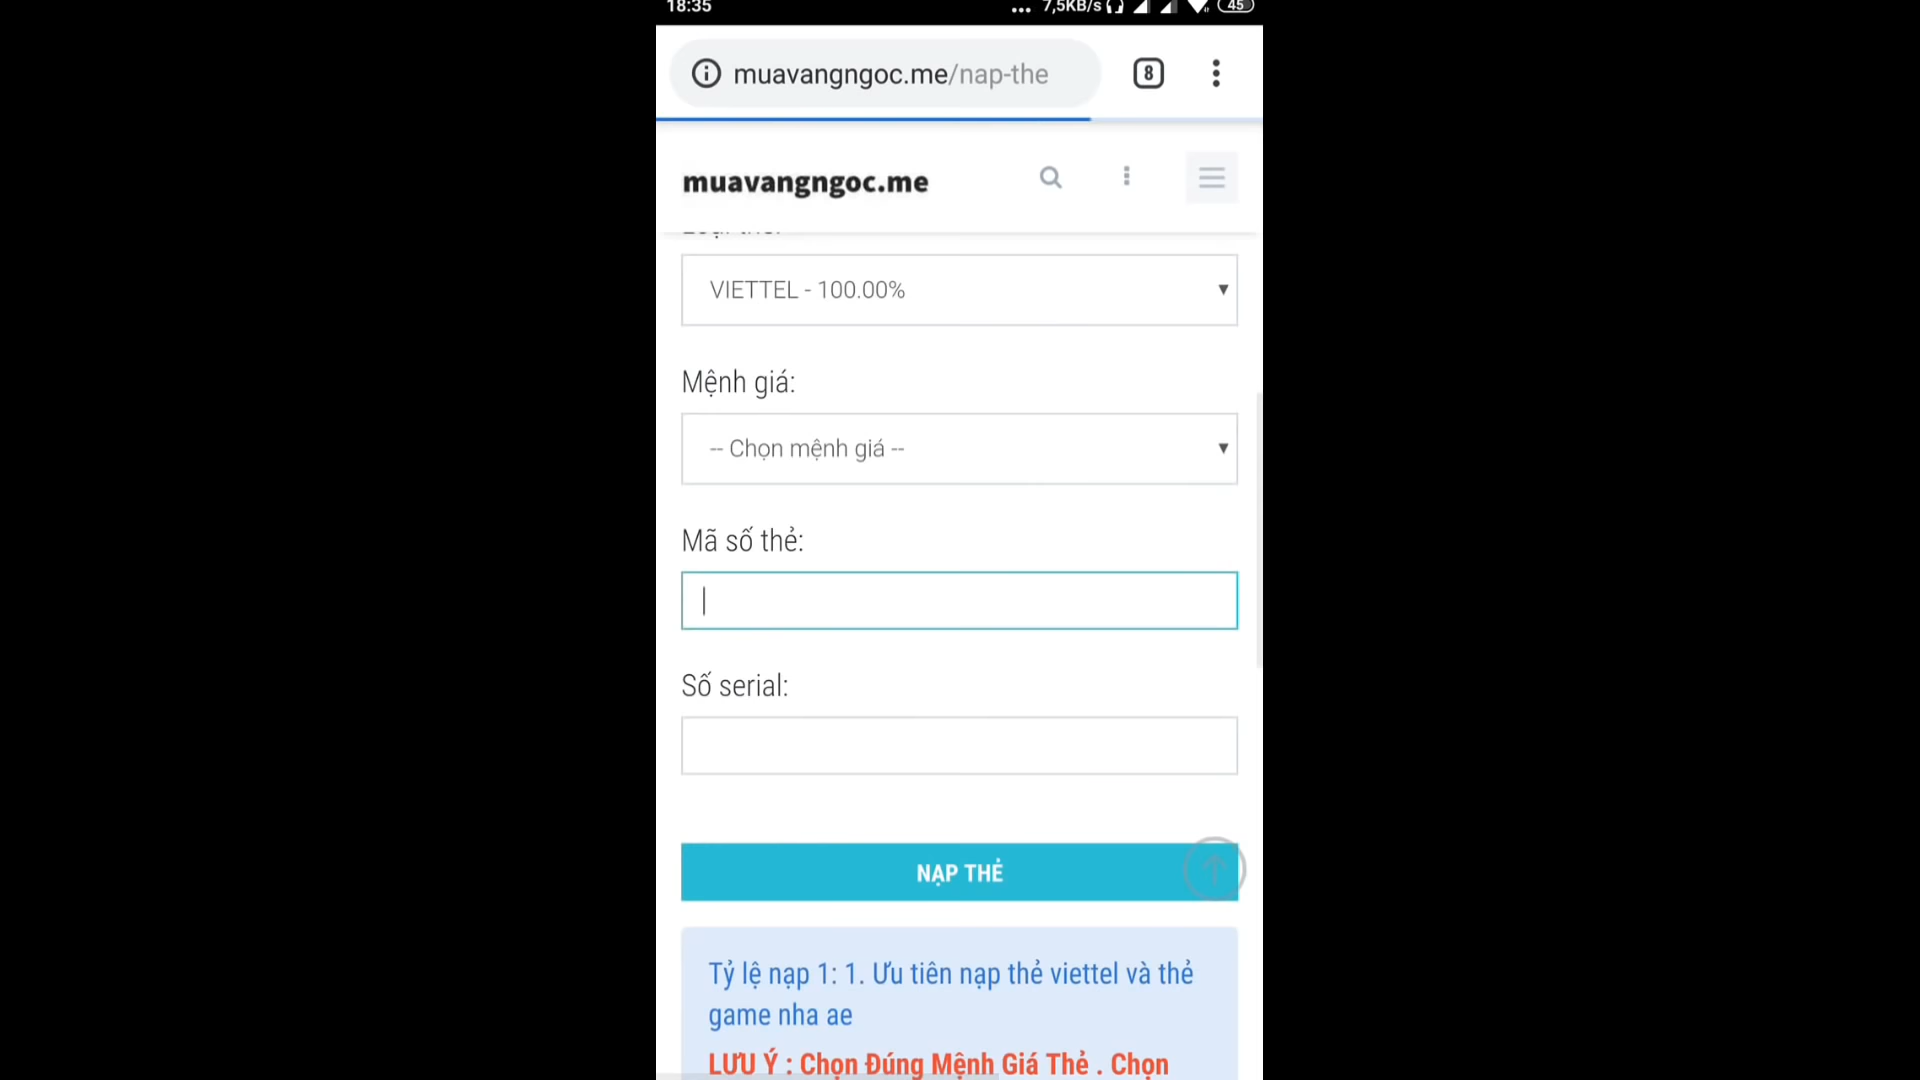 18:35
... 7,5KB/s
45
muavangngoc.me/nap-the
8
muavangngoc.me
VIETTEL - 100.00%
Mệnh giá:
-- Chọn mệnh giá --
Mã số thẻ:
Số serial:
NẠP THẺ
Tỷ lệ nạp 1: 1. Ưu tiên nạp thẻ viettel và thẻ
game nha ae
LƯU Ý : Chọn Đúng Mệnh Giá Thẻ . Chọn